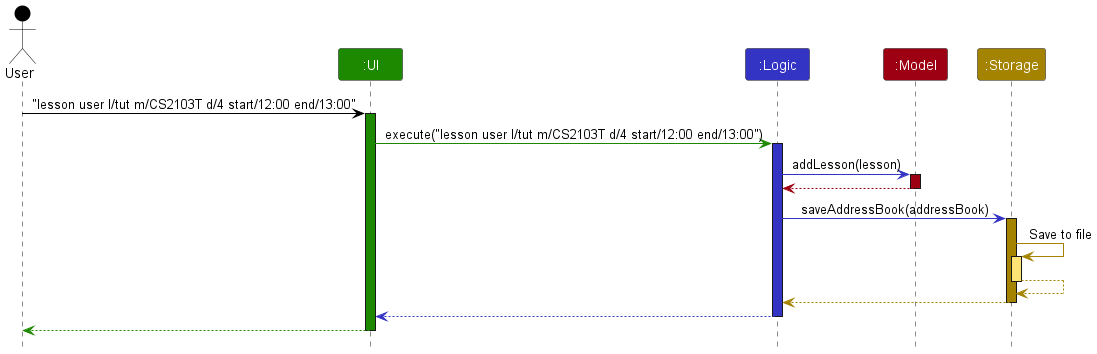 :UI
:Logic
:Model
:Storage
User
"lesson user l/tut m/CS2103T d/4 start/12:00 end/13:00"
execute("lesson user l/tut m/CS2103T d/4 start/12:00 end/13:00")
addLesson(lesson)
saveAddressBook(addressBook)
Save to file